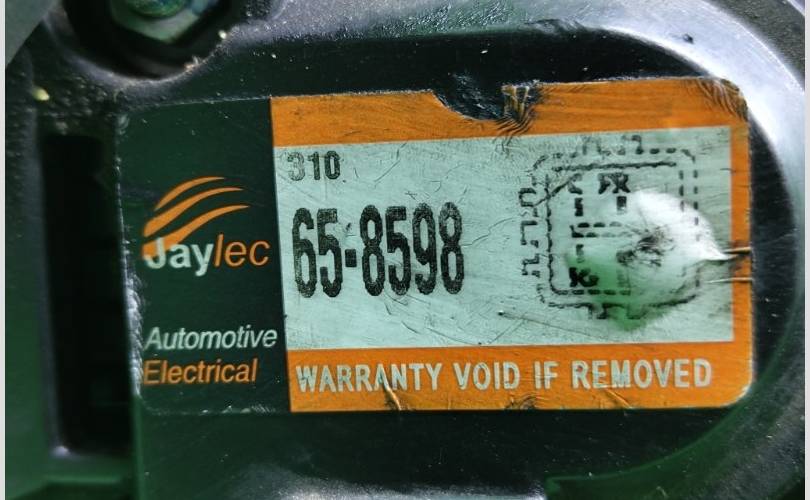 310
65-8598
Jaylec
Automotive
Electrical
WARRANTY VOID IF REMOVED